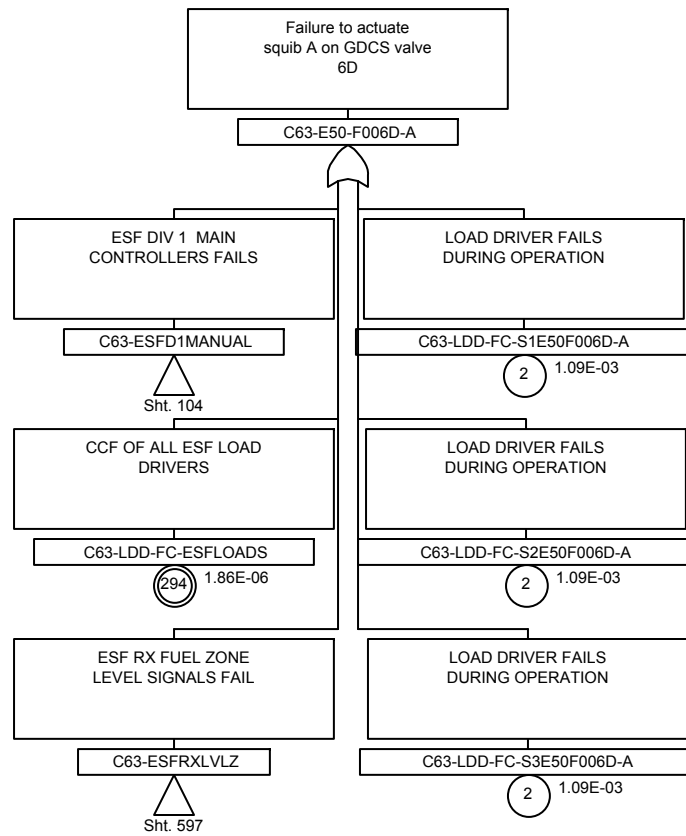 Failure to actuate
squib A on GDCS valve
6D
C63-E50-F006D-A
ESF DIV 1 MAIN
CONTROLLERS FAILS
C63-ESFD1MANUAL
Sht. 104
LOAD DRIVER FAILS
DURING OPERATION
C63-LDD-FC-S1E50F006D-A
2
1.09E-03
CCF OF ALL ESF LOAD
DRIVERS
C63-LDD-FC-ESFLOADS
294
1.86E-06
LOAD DRIVER FAILS
DURING OPERATION
C63-LDD-FC-S2E50F006D-A
2
1.09E-03
ESF RX FUEL ZONE
LEVEL SIGNALS FAIL
C63-ESFRXLVLZ
Sht. 597
LOAD DRIVER FAILS
DURING OPERATION
C63-LDD-FC-S3E50F006D-A
2
1.09E-03